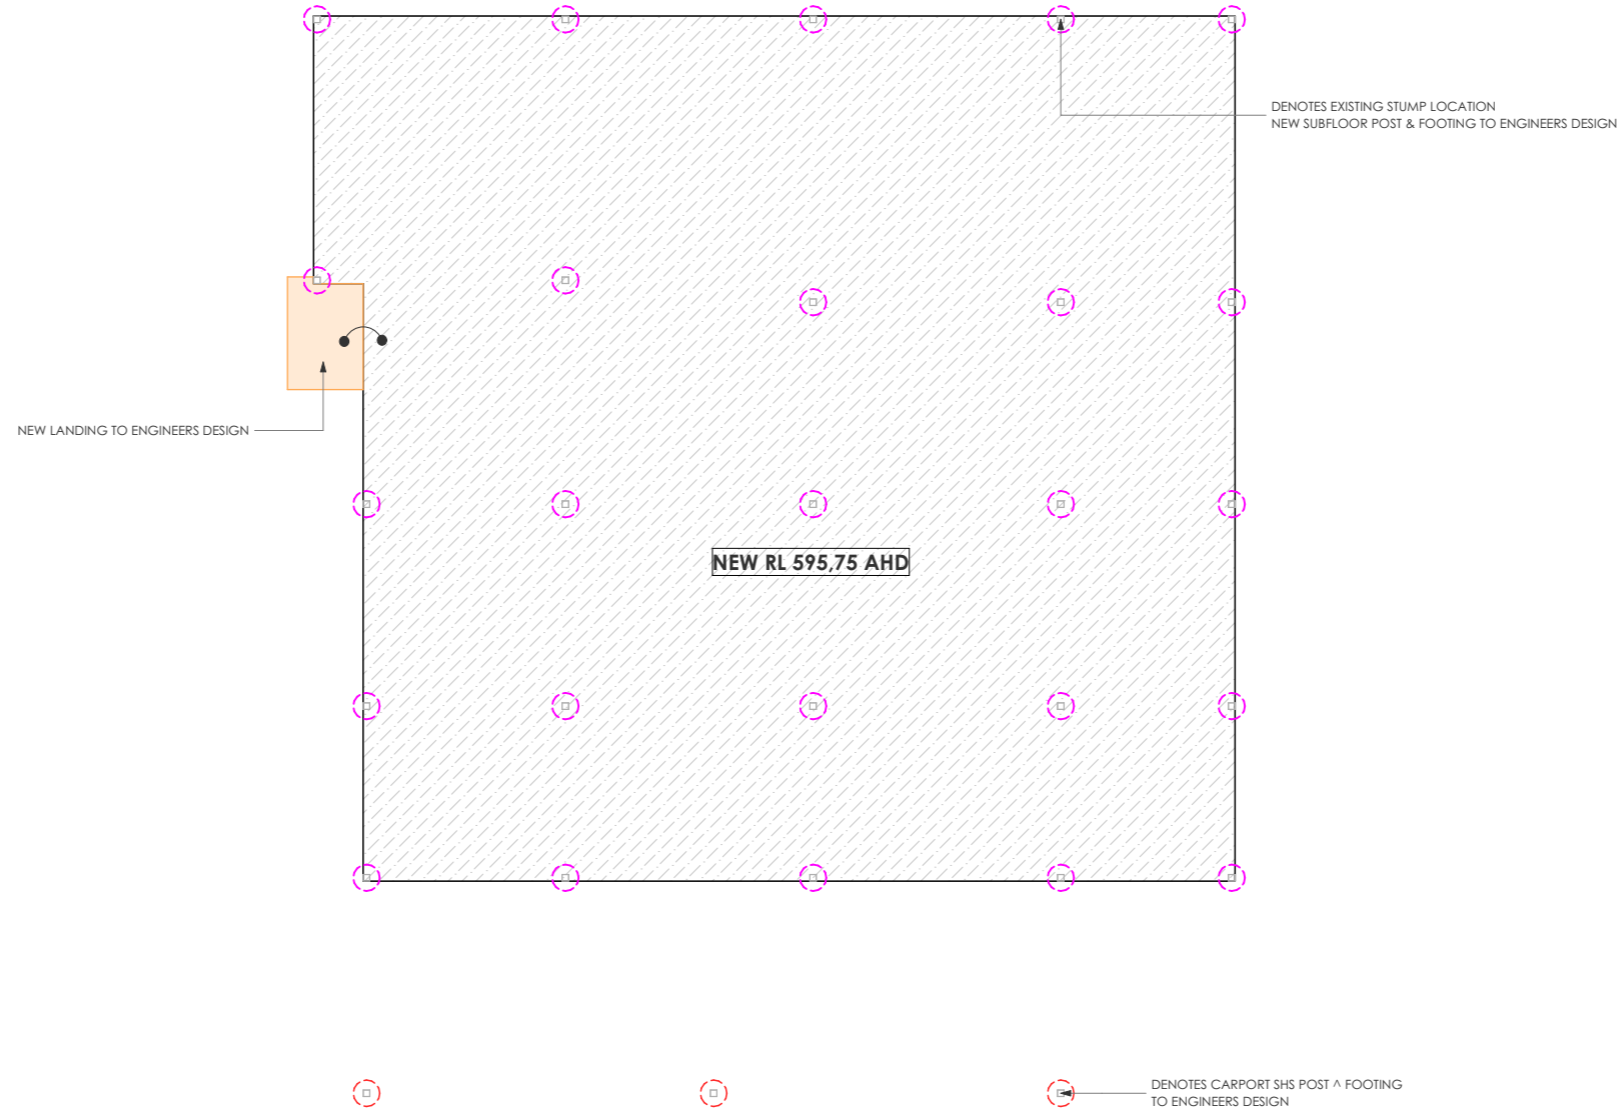 DENOTES EXISTING STUMP LOCATION
NEW SUBFLOOR POST & FOOTING TO ENGINEERS DESIGN
NEW LANDING TO ENGINEERS DESIGN
NEW RL 595,75 AHD
DENOTES CARPORT SHS POST ^ FOOTING
TO ENGINEERS DESIGN